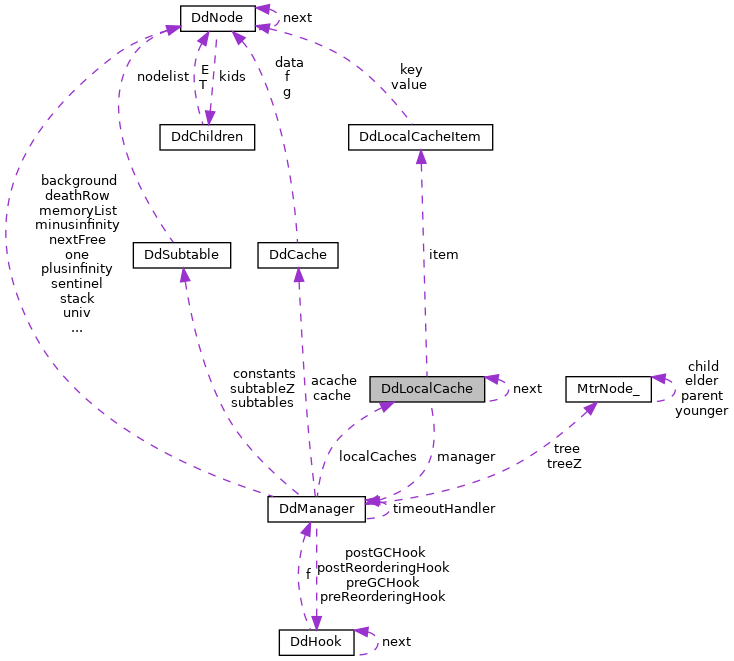 DdNode
next
nodelist
E
T
kids
data
f
g
key
value
DdChildren
DdLocalCacheItem
background
deathRow
memoryList
minusinfinity
nextFree
one
plusinfinity
sentinel
stack
univ
...
DdSubtable
DdCache
item
constants
subtableZ
subtables
acache
cache
DdLocalCache
next
MtrNode_
child
elder
parent
younger
localCaches
manager
tree
treeZ
DdManager
timeoutHandler
f
postGCHook
postReorderingHook
preGCHook
preReorderingHook
DdHook
next